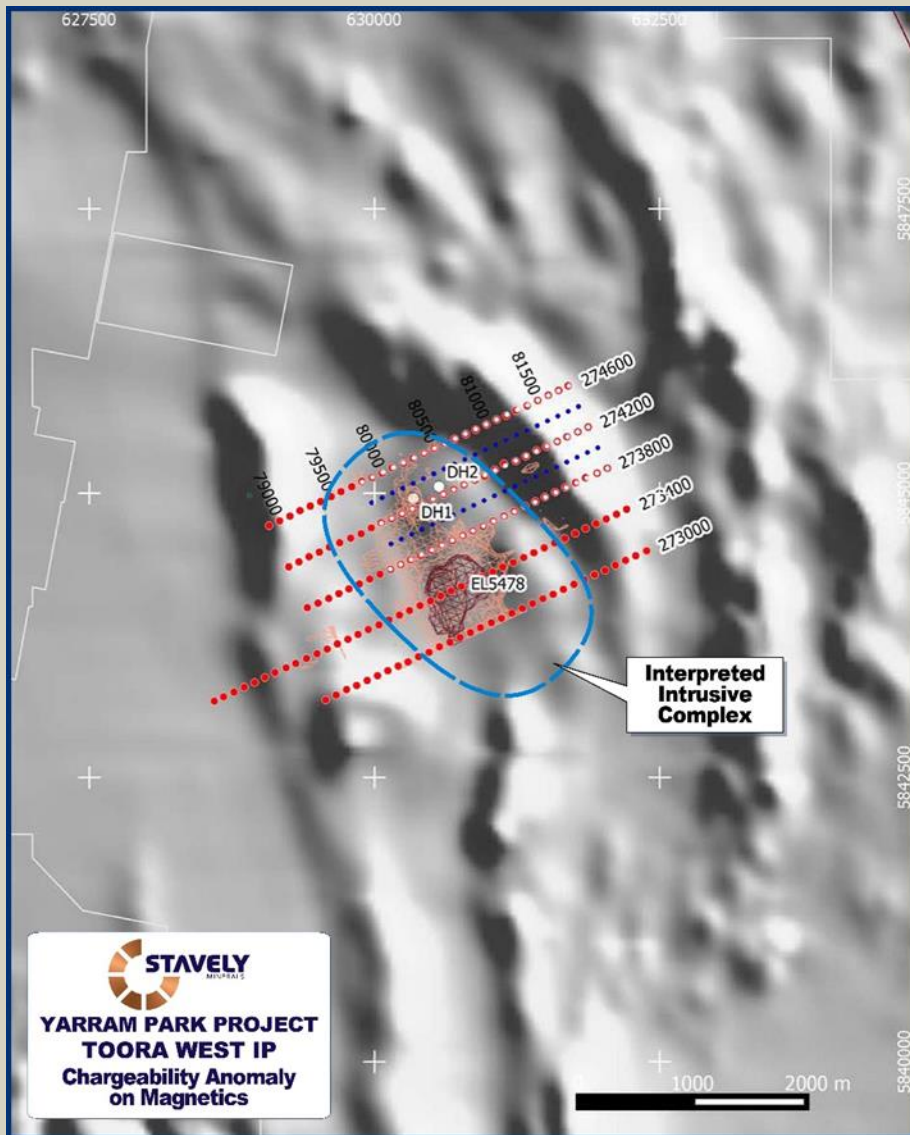 627500
630000
632500
5847500
81500
274600
81000
274200
80500
80000
273800
79500
DH2
5845000
79000
DH1
273400
273000
EL5478
Interpreted
Intrusive
Complex
5842500
STAVELY
MINERALS
YARRAM PARK PROJECT
TOORA WEST IP
Chargeability Anomaly
on Magnetics
5840000
0
1000
2000 m